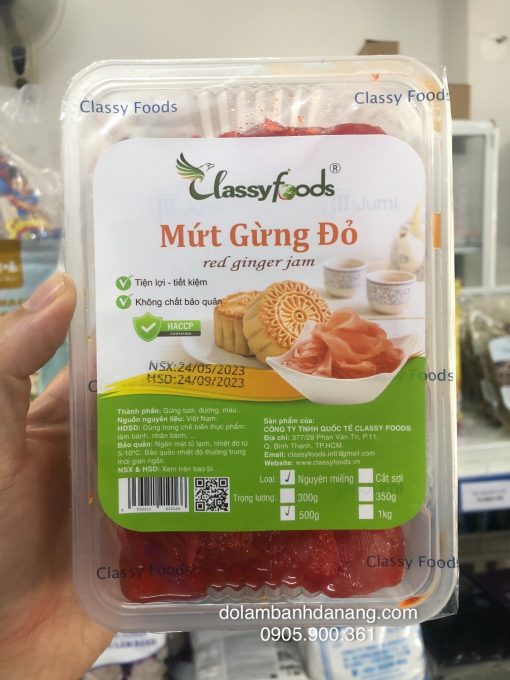 Classy Foods
Classy Foods
Classyfoods®
Jumi
Jumi
Mứt Gừng Đỏ
red ginger jam
Tiện lợi - tiết kiệm
Không chất bảo quản
HACCP
CERTIFIED
NSX:24/05/2023
HSD:24/09/2023
Classy Foods
Thành phần: Gừng tươi, đường, màu...
Nguồn nguyên liệu: Việt Nam.
HDSD: Dùng trong chế biến thực phẩm:
làm bánh, nhân bánh, ...
Bảo quản: Ngăn mát tủ lạnh, nhiệt độ từ
5-10ºC. Bảo quản nhiệt độ thường trong
thời gian ngắn.
NSX & HSD: Xem trên bao bì.
Sản phẩm của:
CÔNG TY TNHH QUỐC TẾ CLASSY FOODS
Địa chỉ: 377/29 Phan Văn Trị, P.11,
Q. Bình Thạnh, TP.HCM
Email: classyfoods.intl@gmail.com
Website: www.classyfoods.vn
Loại: Nguyên miếng Cắt sợi
Trọng lượng: 300g 350g
500g 1kg
Classy Foods
Classy Foods
dolambanhdanang.com
0905.900.361